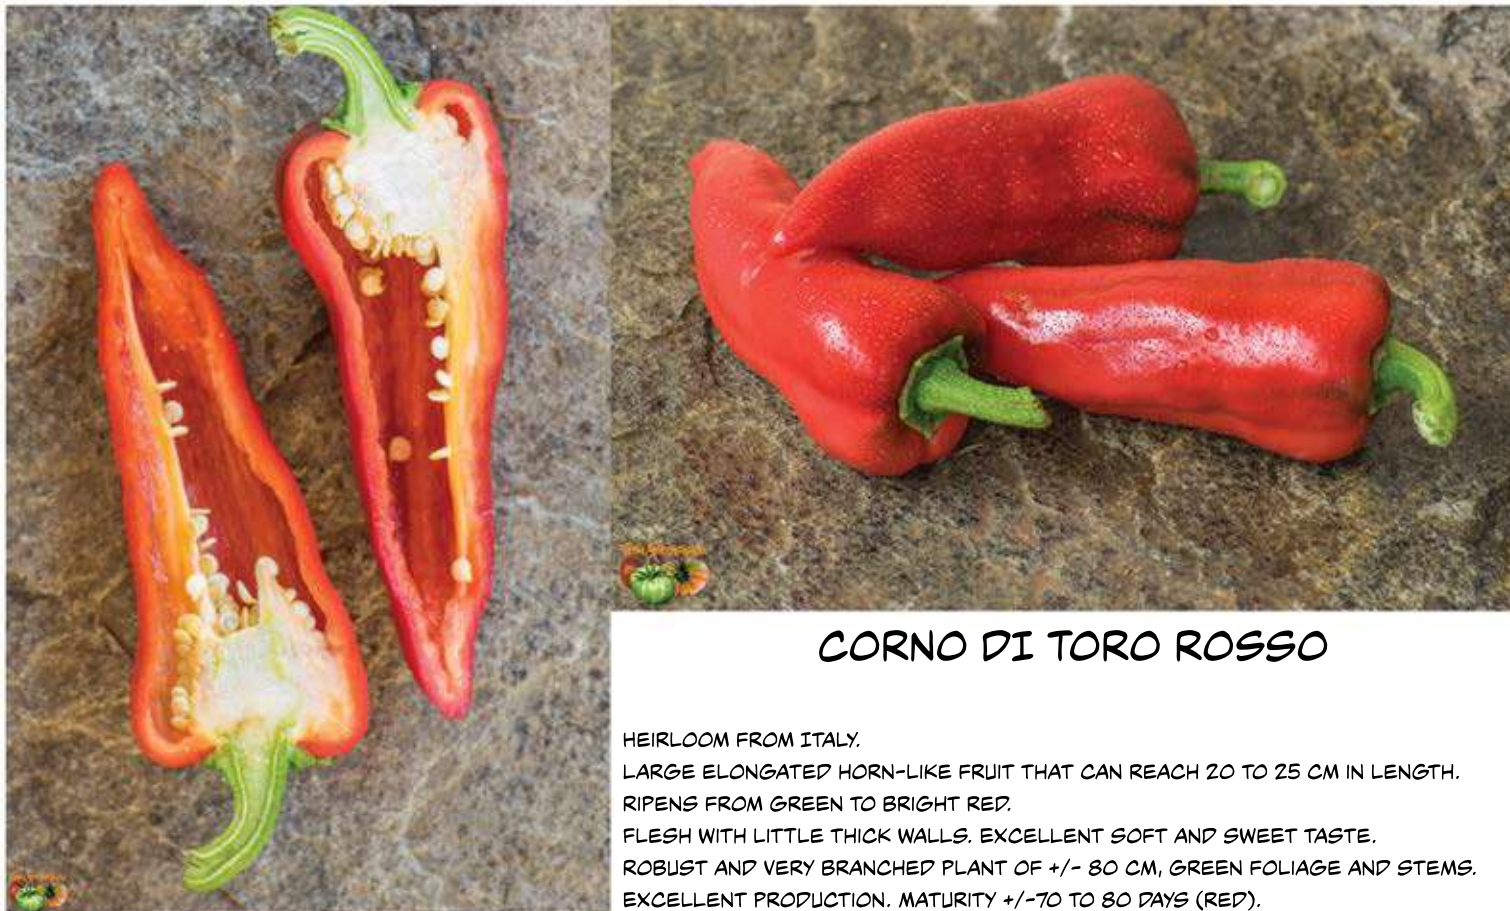 CORNO DI TORO ROSSO
HEIRLOOM FROM ITALY.
LARGE ELONGATED HORN-LIKE FRUIT THAT CAN REACH 20 TO 25 CM IN LENGTH.
RIPENS FROM GREEN TO BRIGHT RED.
FLESH WITH LITTLE THICK WALLS. EXCELLENT SOFT AND SWEET TASTE.
ROBUST AND VERY BRANCHED PLANT OF +/- 80 CM, GREEN FOLIAGE AND STEMS.
EXCELLENT PRODUCTION. MATURITY +/-70 TO 80 DAYS (RED).